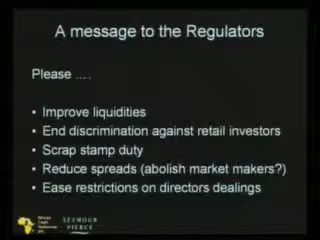 A message to the Regulators
Please ....
• Improve liquidities
• End discrimination against retail investors
• Scrap stamp duty
• Reduce spreads (abolish market makers?)
• Ease restrictions on directors dealings
SEYMOUR
PIERCE